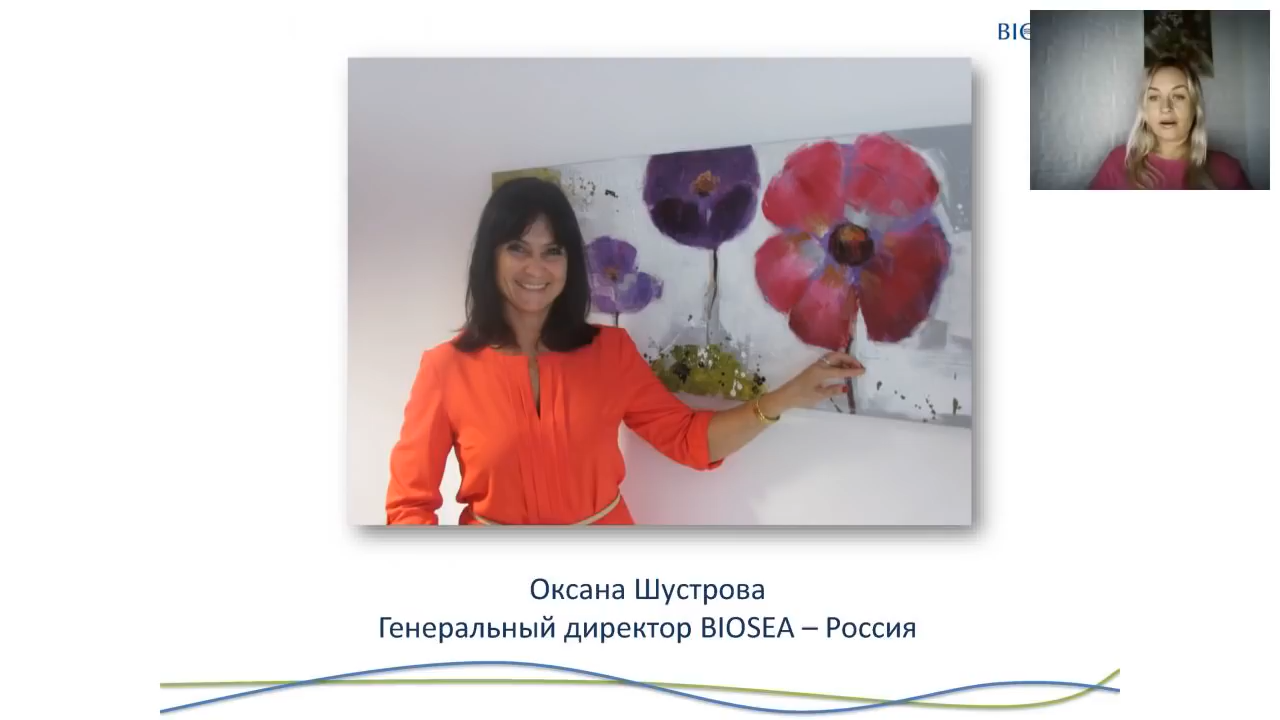 Оксана Шустрова
Генеральный директор BIOSEA – Россия